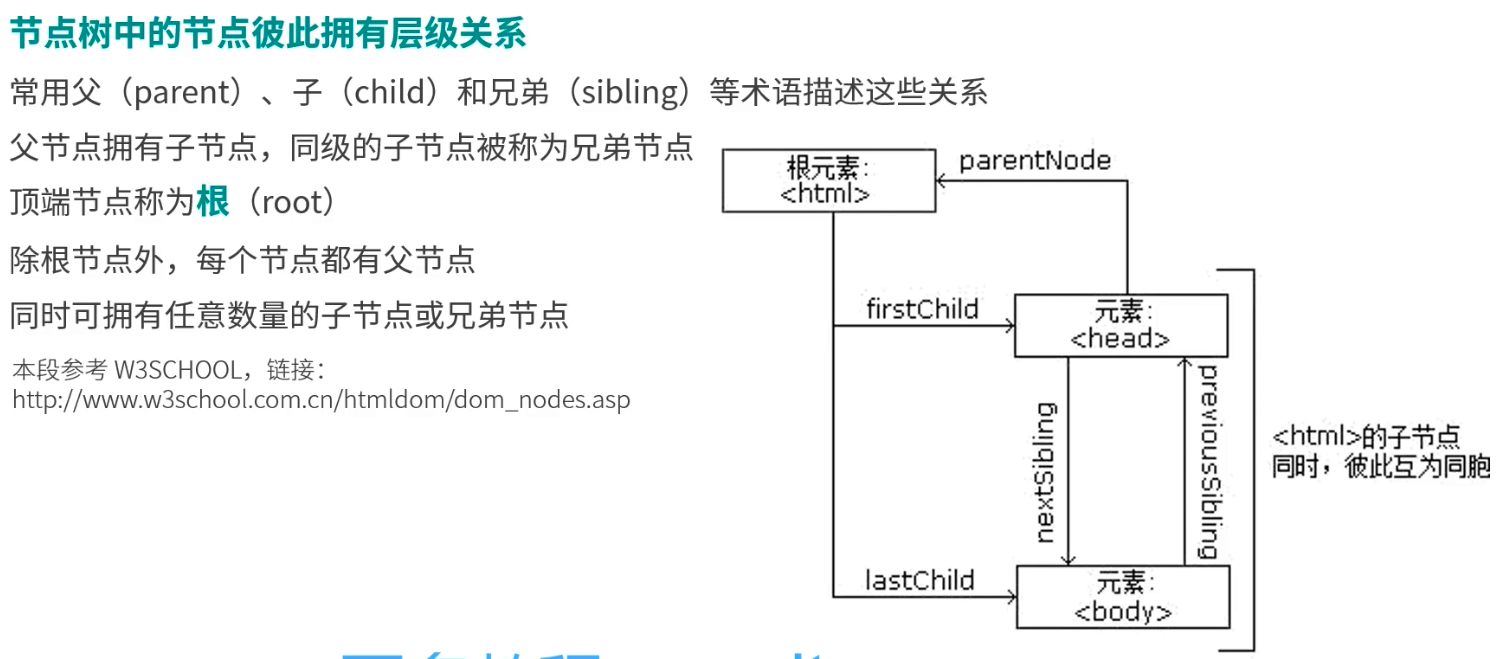 节点树中的节点彼此拥有层级关系
常用父（parent）、子（child）和兄弟（sibling）等术语描述这些关系
父节点拥有子节点，同级的子节点被称为兄弟节点
顶端节点称为根（root）
除根节点外，每个节点都有父节点
同时可拥有任意数量的子节点或兄弟节点
本段参考 W3SCHOOL，链接：
http://www.w3school.com.cn/htmldom/dom_nodes.asp
根元素：
<html>
parentNode
firstChild
元素：
<head>
nextSibling
previousSibling
<html>的子节点
同时，彼此互为同胞
lastChild
元素：
<body>